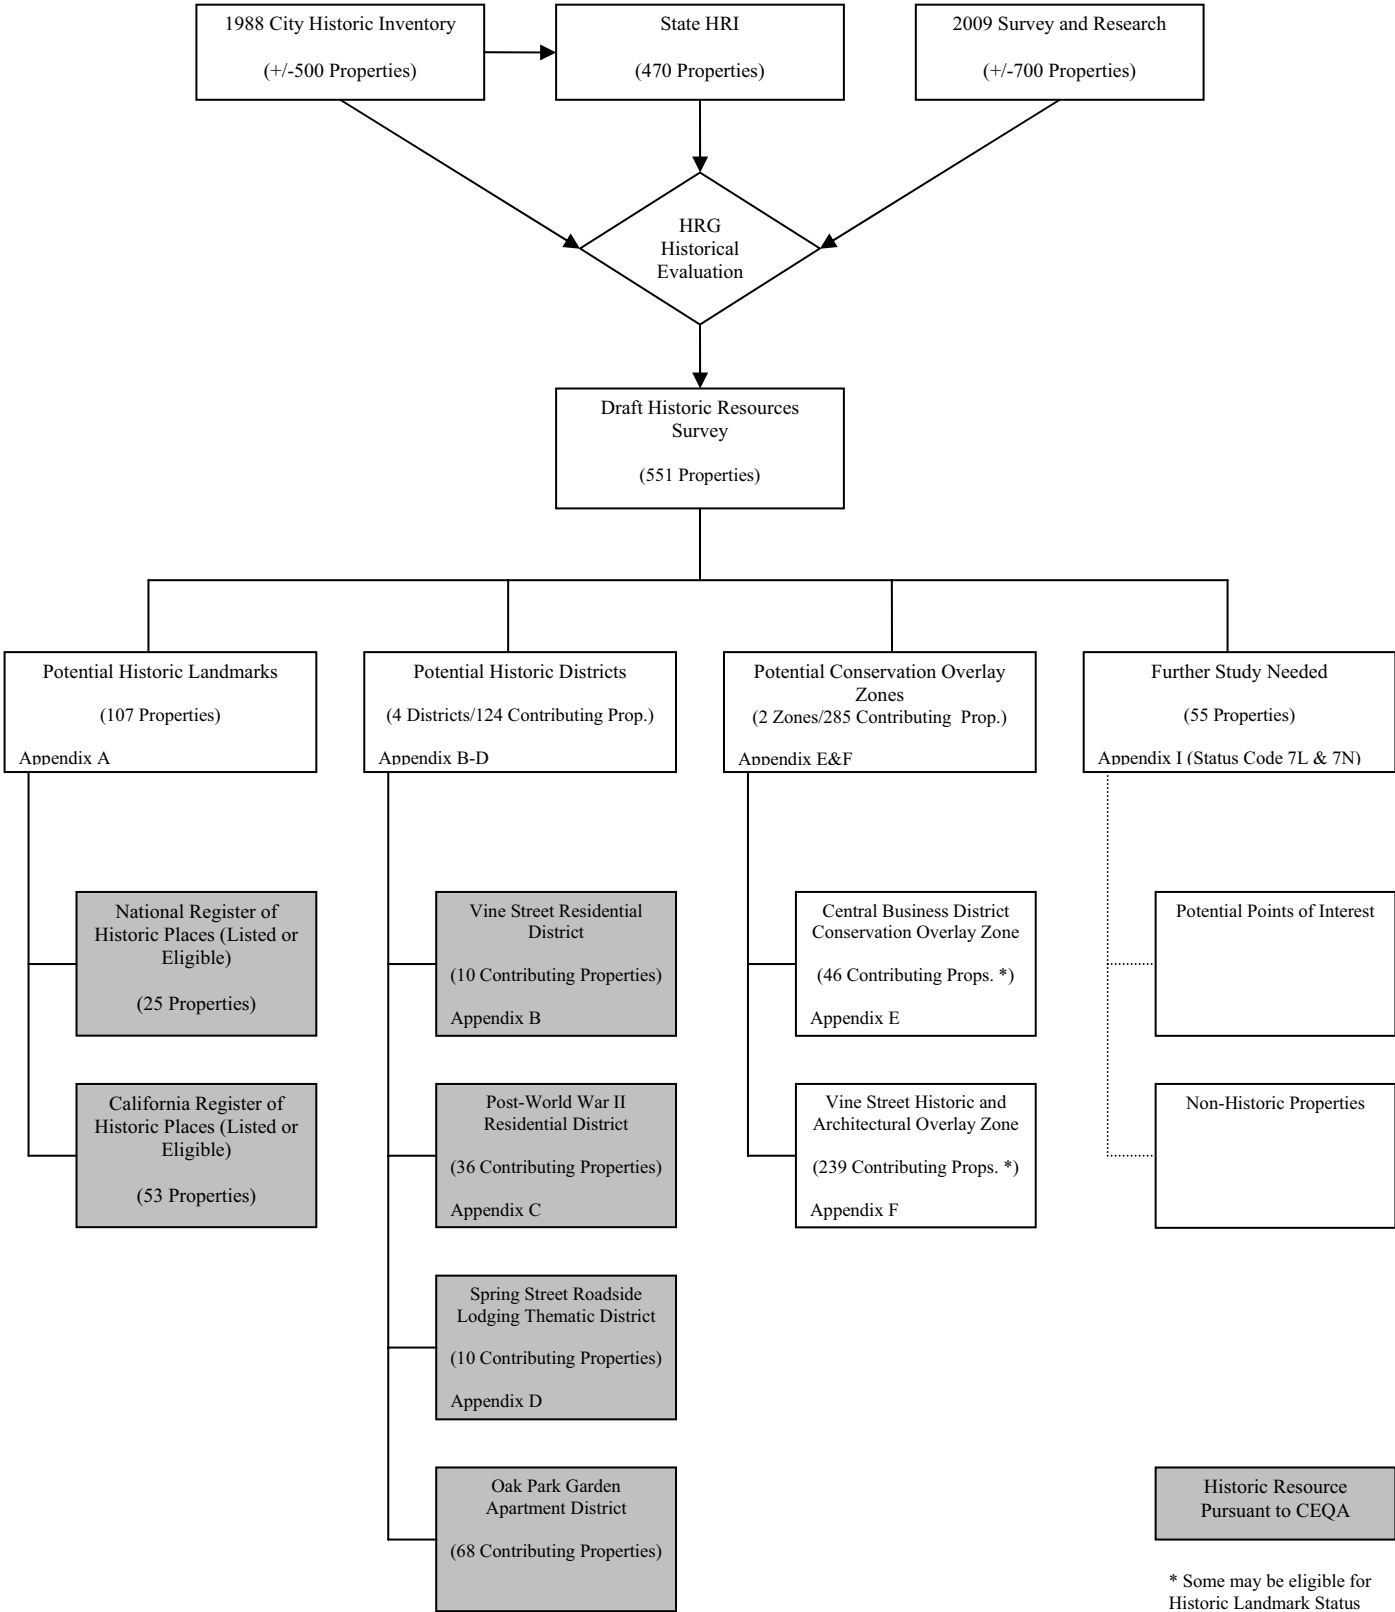 1988 City Historic Inventory
(+/-500 Properties)
State HRI
(470 Properties)
2009 Survey and Research
(+/-700 Properties)
HRG
Historical
Evaluation
Draft Historic Resources
Survey
(551 Properties)
Potential Historic Landmarks
(107 Properties)
Appendix A
Potential Historic Districts
(4 Districts/124 Contributing Prop.)
Appendix B-D
Potential Conservation Overlay
Zones
(2 Zones/285 Contributing Prop.)
Appendix E&F
Further Study Needed
(55 Properties)
Appendix I (Status Code 7L & 7N)
National Register of
Historic Places (Listed or
Eligible)
(25 Properties)
Vine Street Residential
District
(10 Contributing Properties)
Appendix B
Central Business District
Conservation Overlay Zone
(46 Contributing Props. *)
Appendix E
Potential Points of Interest
California Register of
Historic Places (Listed or
Eligible)
(53 Properties)
Post-World War II
Residential District
(36 Contributing Properties)
Appendix C
Vine Street Historic and
Architectural Overlay Zone
(239 Contributing Props. *)
Appendix F
Non-Historic Properties
Spring Street Roadside
Lodging Thematic District
(10 Contributing Properties)
Appendix D
Oak Park Garden
Apartment District
(68 Contributing Properties)
Historic Resource
Pursuant to CEQA
* Some may be eligible for
Historic Landmark Status